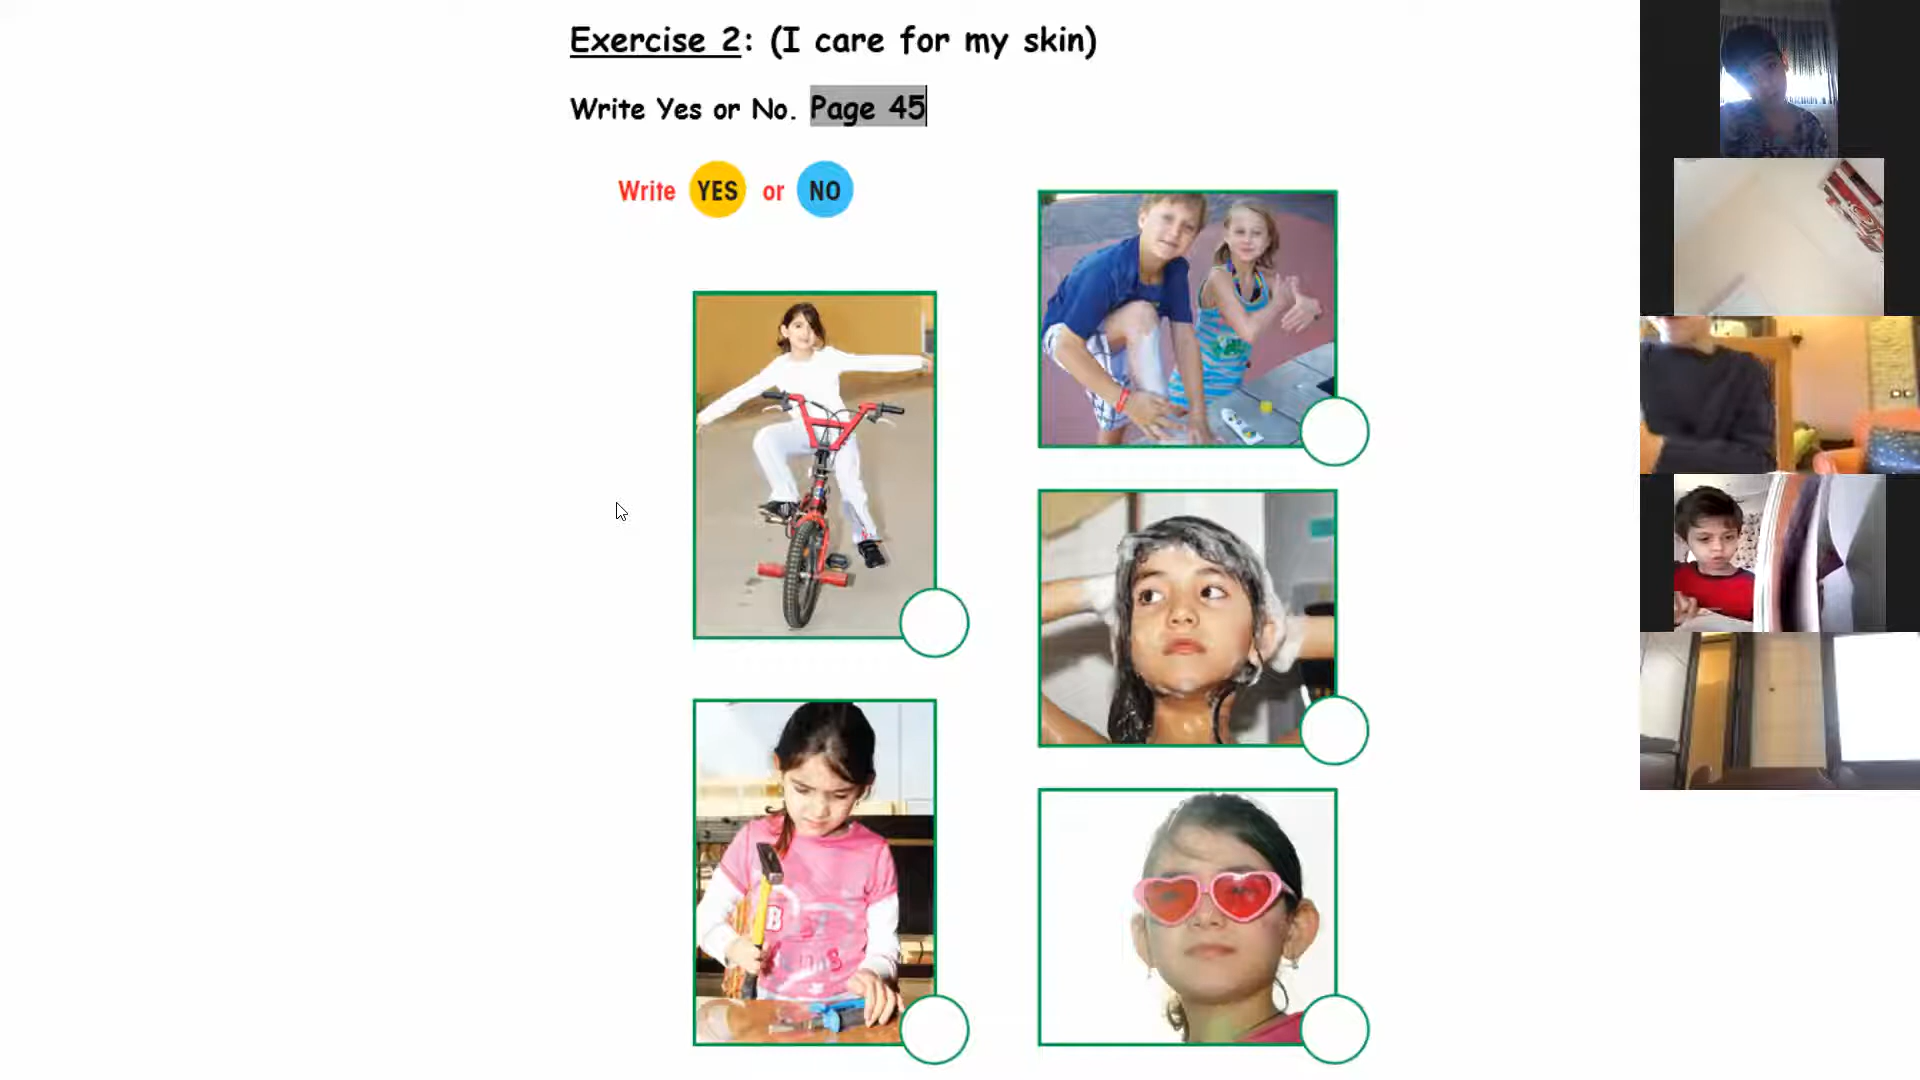 Exercise 2: (I care for my skin)
Write Yes or No. Page 45
Write YES or NO